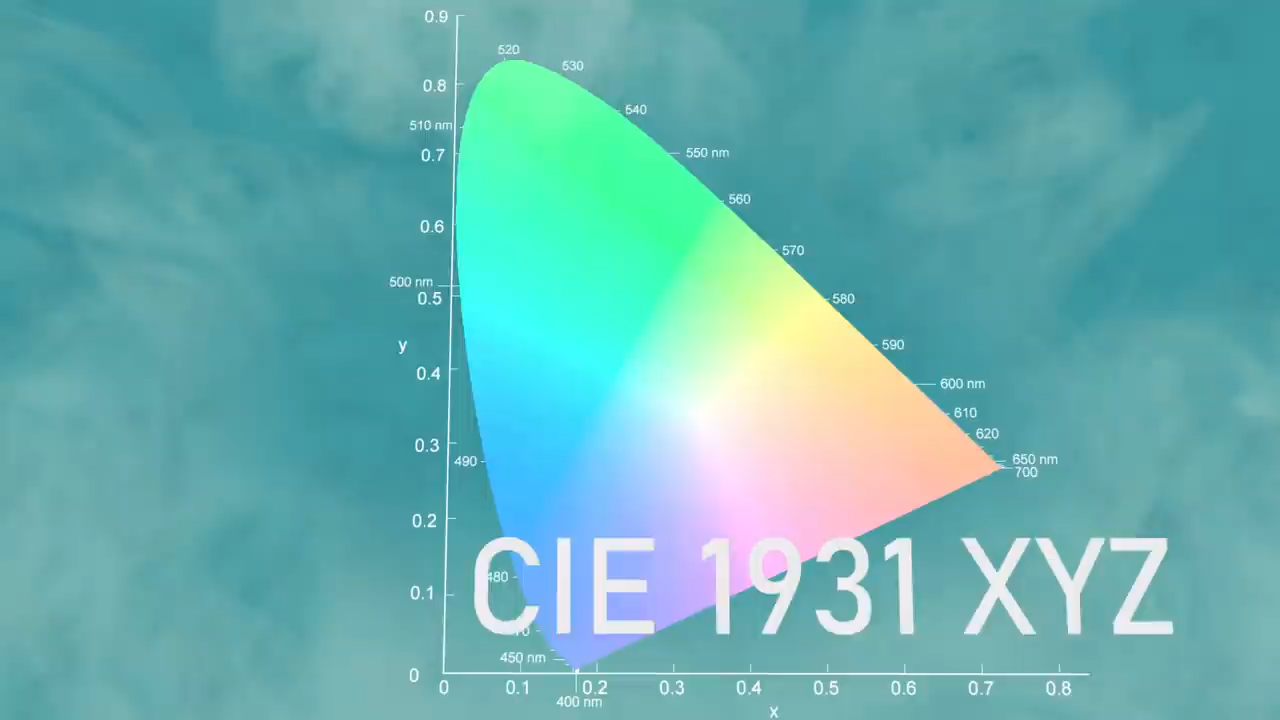 0.9
520
530
0.8
540
510 nm
0.7
550 nm
560
0.6
570
500 nm
0.5
580
y
590
0.4
600 nm
610
620
0.3
490
650 nm
700
0.2
CIE 1931 XYZ
480
0.1
450 nm
0
0 0.1 0.2 0.3 0.4 0.5 0.6 0.7 0.8
400 nm
x